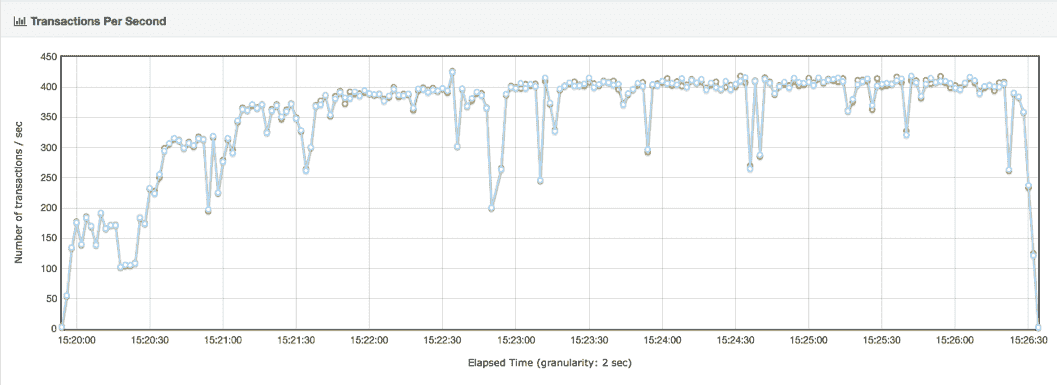 Transactions Per Second
Number of transactions / sec
450
400
350
300
250
200
150
100
50
0
15:20:00 15:20:30 15:21:00 15:21:30 15:22:00 15:22:30 15:23:00 15:23:30 15:24:00 15:24:30 15:25:00 15:25:30 15:26:00 15:26:30
Elapsed Time (granularity: 2 sec)